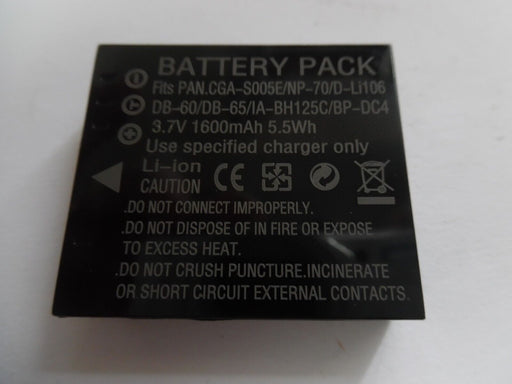 BATTERY PACK
Fits PAN.CGA-S005E/NP-70/D-Li106
DB-60/DB-65/IA-BH125C/BP-DC4
3.7V 1600mAh 5.5Wh
Use specified charger only
Li-ion
CAUTION
.DO NOT CONNECT IMPROPERLY.
.DO NOT DISPOSE OF IN FIRE OR EXPOSE
TO EXCESS HEAT.
.DO NOT CRUSH PUNCTURE.INCINERATE
OR SHORT CIRCUIT EXTERNAL CONTACTS.